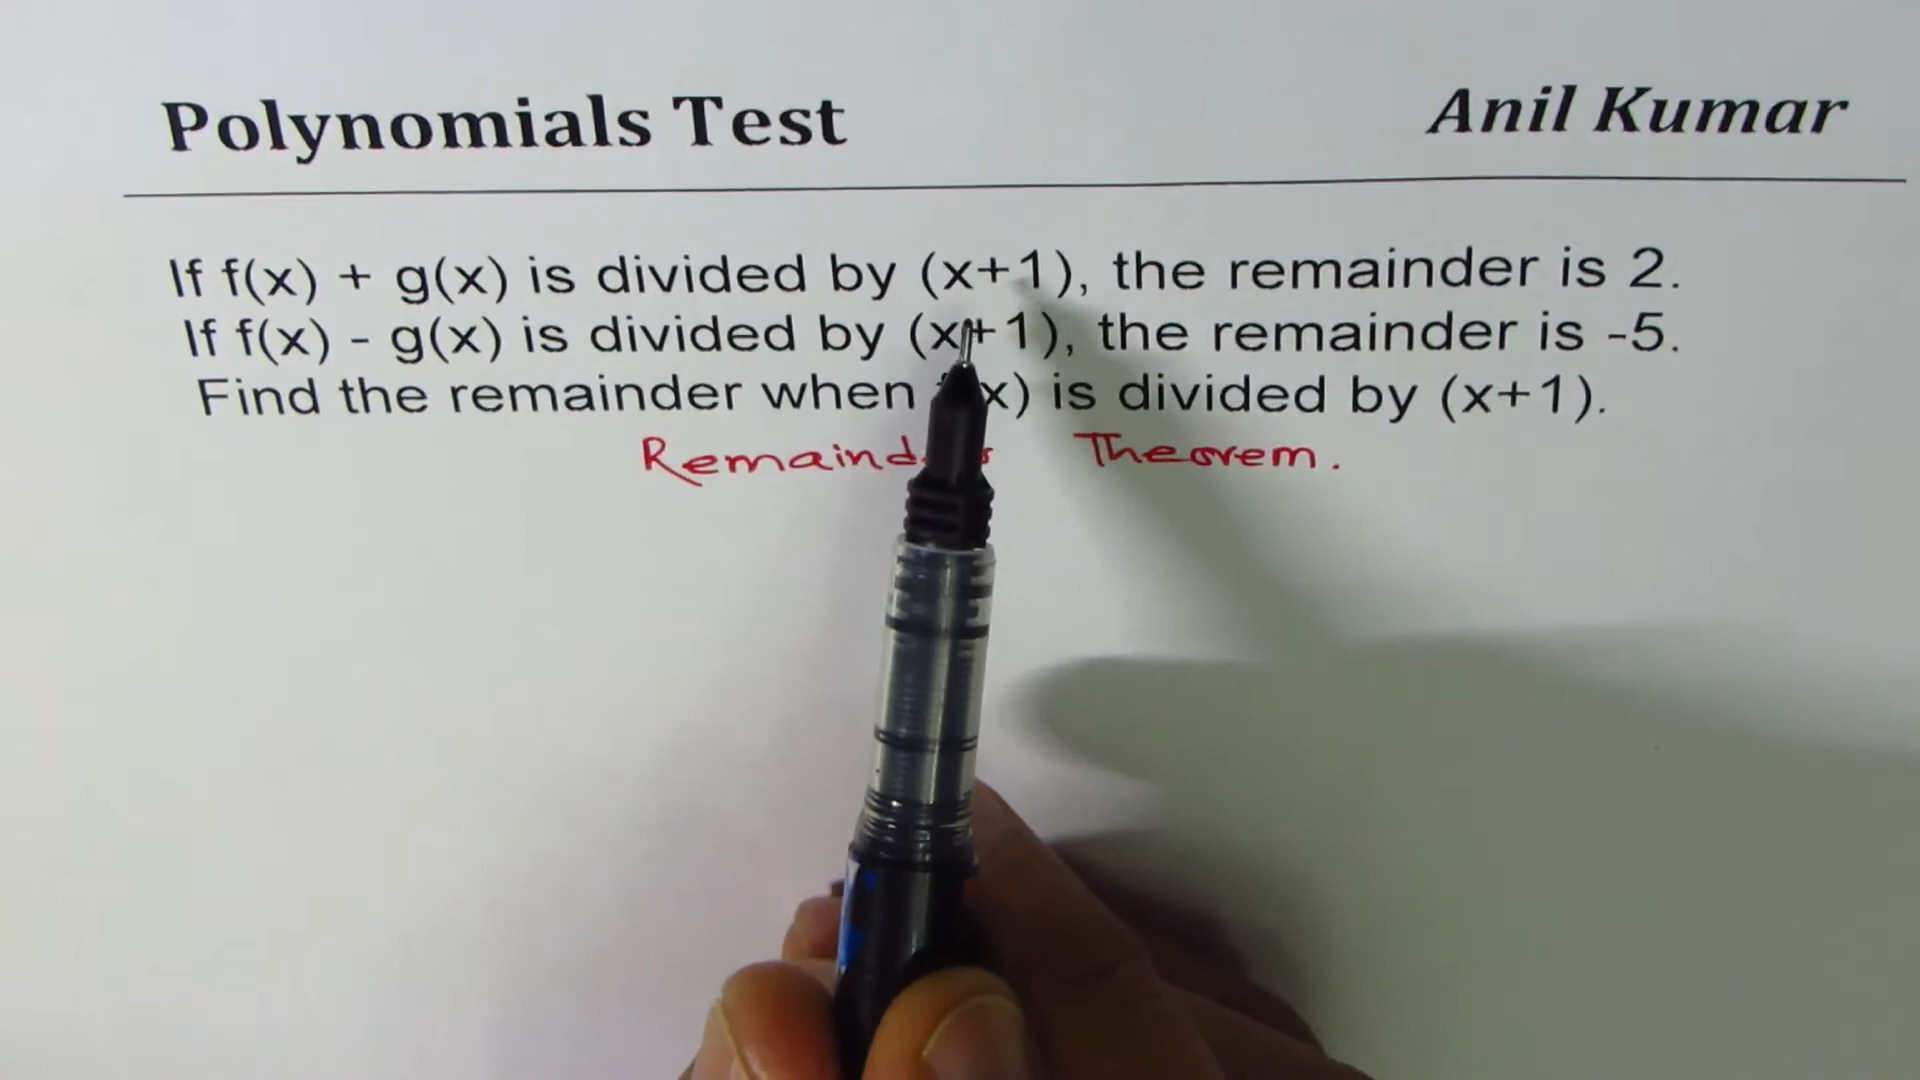 Polynomials Test
Anil Kumar
If f(x) + g(x) is divided by (x+1), the remainder is 2.
If f(x) - g(x) is divided by (x+1), the remainder is -5.
Find the remainder when x) is divided by (x+1).
Theorem.